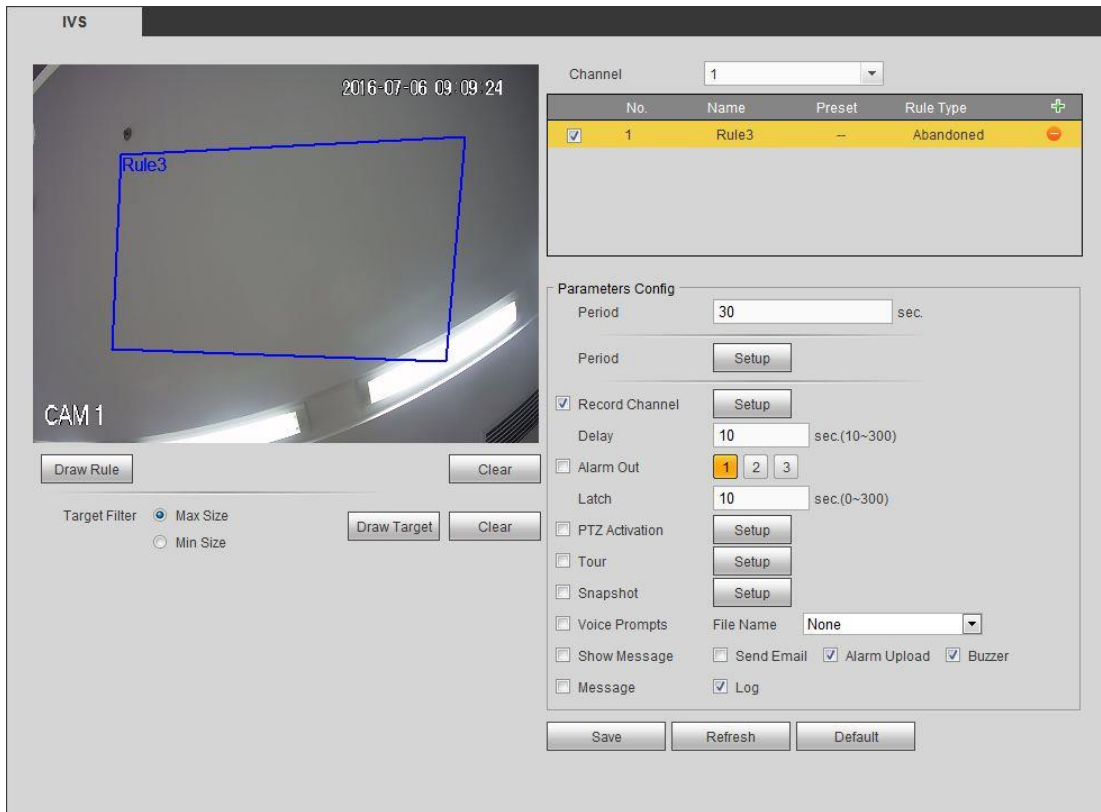 IVS
2016-07-06 09:09:24
Rule3
CAM 1
Draw Rule
Clear
Target Filter
Max Size
Min Size
Draw Target
Clear
Channel 1
No. Name Preset Rule Type
1 Rule3 -- Abandoned
Parameters Config
Period 30 sec.
Period Setup
Record Channel Setup
Delay 10 sec.(10~300)
Alarm Out 1 2 3
Latch 10 sec.(0~300)
PTZ Activation Setup
Tour Setup
Snapshot Setup
Voice Prompts File Name None
Show Message Send Email Alarm Upload Buzzer
Message Log
Save Refresh Default